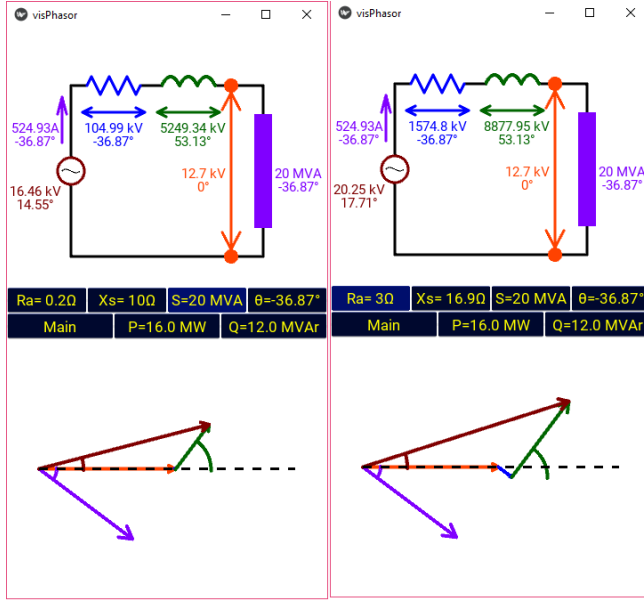 visPhasor
524.93A
-36.87°
104.99 kV
-36.87°
5249.34 kV
53.13°
12.7 kV
0°
20 MVA
-36.87°
16.46 kV
14.55°
Ra= 0.2Ω
Xs= 10Ω
S=20 MVA
θ=-36.87°
Main
P=16.0 MW
Q=12.0 MVAr
visPhasor
524.93A
-36.87°
1574.8 kV
-36.87°
8877.95 kV
53.13°
12.7 kV
0°
20 MVA
-36.87°
20.25 kV
17.71°
Ra= 3Ω
Xs= 16.9Ω
S=20 MVA
θ=-36.87°
Main
P=16.0 MW
Q=12.0 MVAr